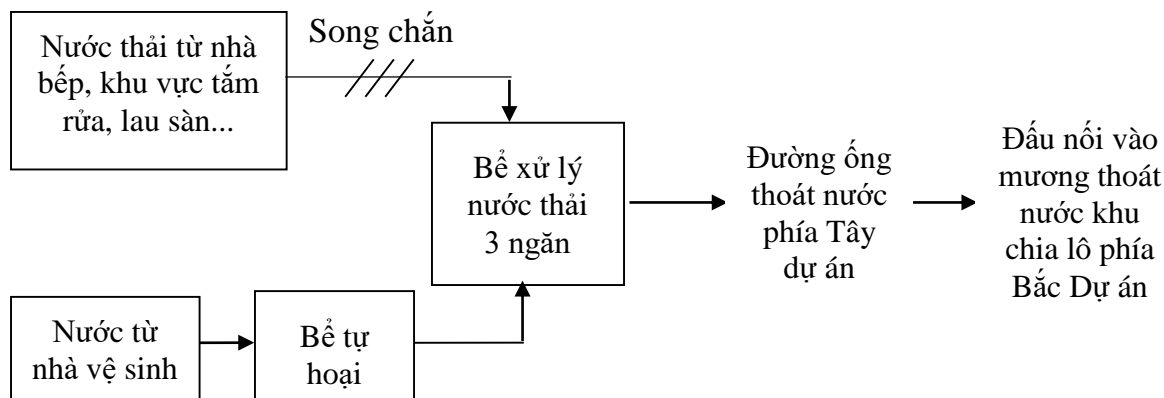 Nước thải từ nhà
bếp, khu vực tắm
rửa, lau sàn...
Song chắn
Bể xử lý
nước thải
3 ngăn
Đường ống
thoát nước
phía Tây
dự án
Đấu nối vào
mương thoát
nước khu
chia lô phía
Bắc Dự án
Nước từ
nhà vệ sinh
Bể tự
hoại